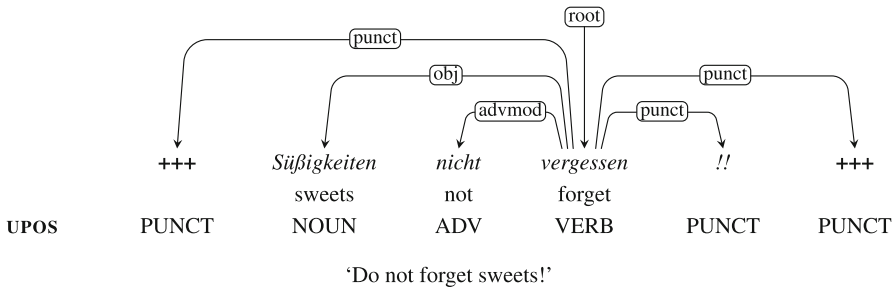 root
punct
obj punct
advmod punct
+++ Süßigkeiten nicht vergessen !! +++
sweets not forget
UPOS PUNCT NOUN ADV VERB PUNCT PUNCT
‘Do not forget sweets!’